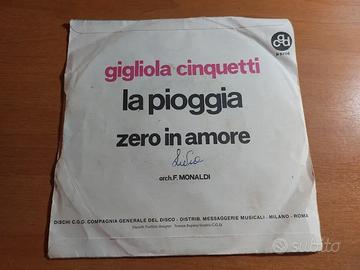 cgd
gigliola cinquetti
la pioggia
zero in amore
orch. F. MONALDI
DISCHI C.G.D. COMPAGNIA GENERALE DEL DISCO - DISTRIB. MESSAGGERIE MUSICALI - MILANO - ROMA
subito